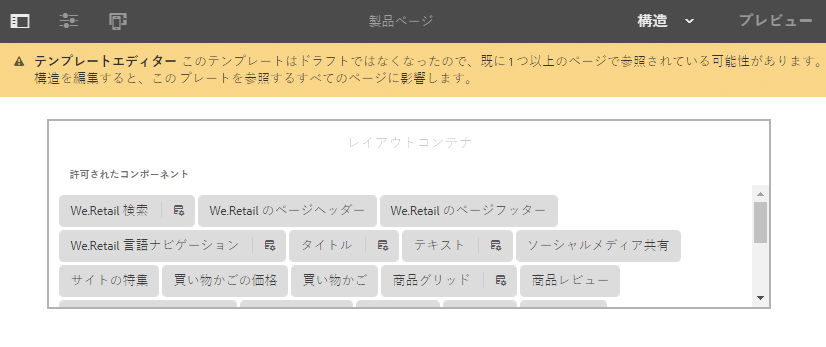 製品ページ 構造 プレビュー
テンプレートエディター このテンプレートはドラフトではなくなったので、既に1つ以上のページで参照されている可能性があります。
構造を編集すると、このプレートを参照するすべてのページに影響します。
レイアウトコンテナ
許可されたコンポーネント
We.Retail 検索 We.Retail のページヘッダー We.Retail のページフッター
We.Retail 言語ナビゲーション タイトル テキスト ソーシャルメディア共有
サイトの特集 買い物かごの価格 買い物かご 商品グリッド 商品レビュー